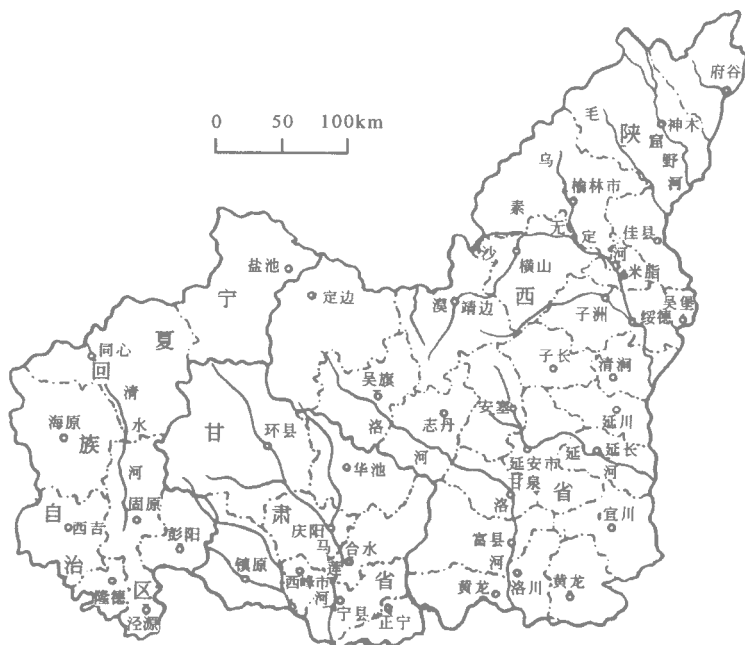 府谷
0 50 100km
毛
陕
窟
神木
野
河
乌
榆林市
素
无
定
佳县
沙
河
盐池
横山
米脂
宁
定边
漠
靖边
西
吴堡
子洲
绥德
夏
同心
子长
回
清
吴旗
清涧
安塞
海原
族
水
甘
环县
洛
志丹
延川
河
河
延
延长
华池
延安市
河
甘泉
省
自
固原
肃
洛
西吉
彭阳
庆阳
宜川
马
富县
治
镇原
合水
莲
河
隆德
区
西峰市
省
黄龙
洛川
黄龙
河
宁县
泾源
正宁